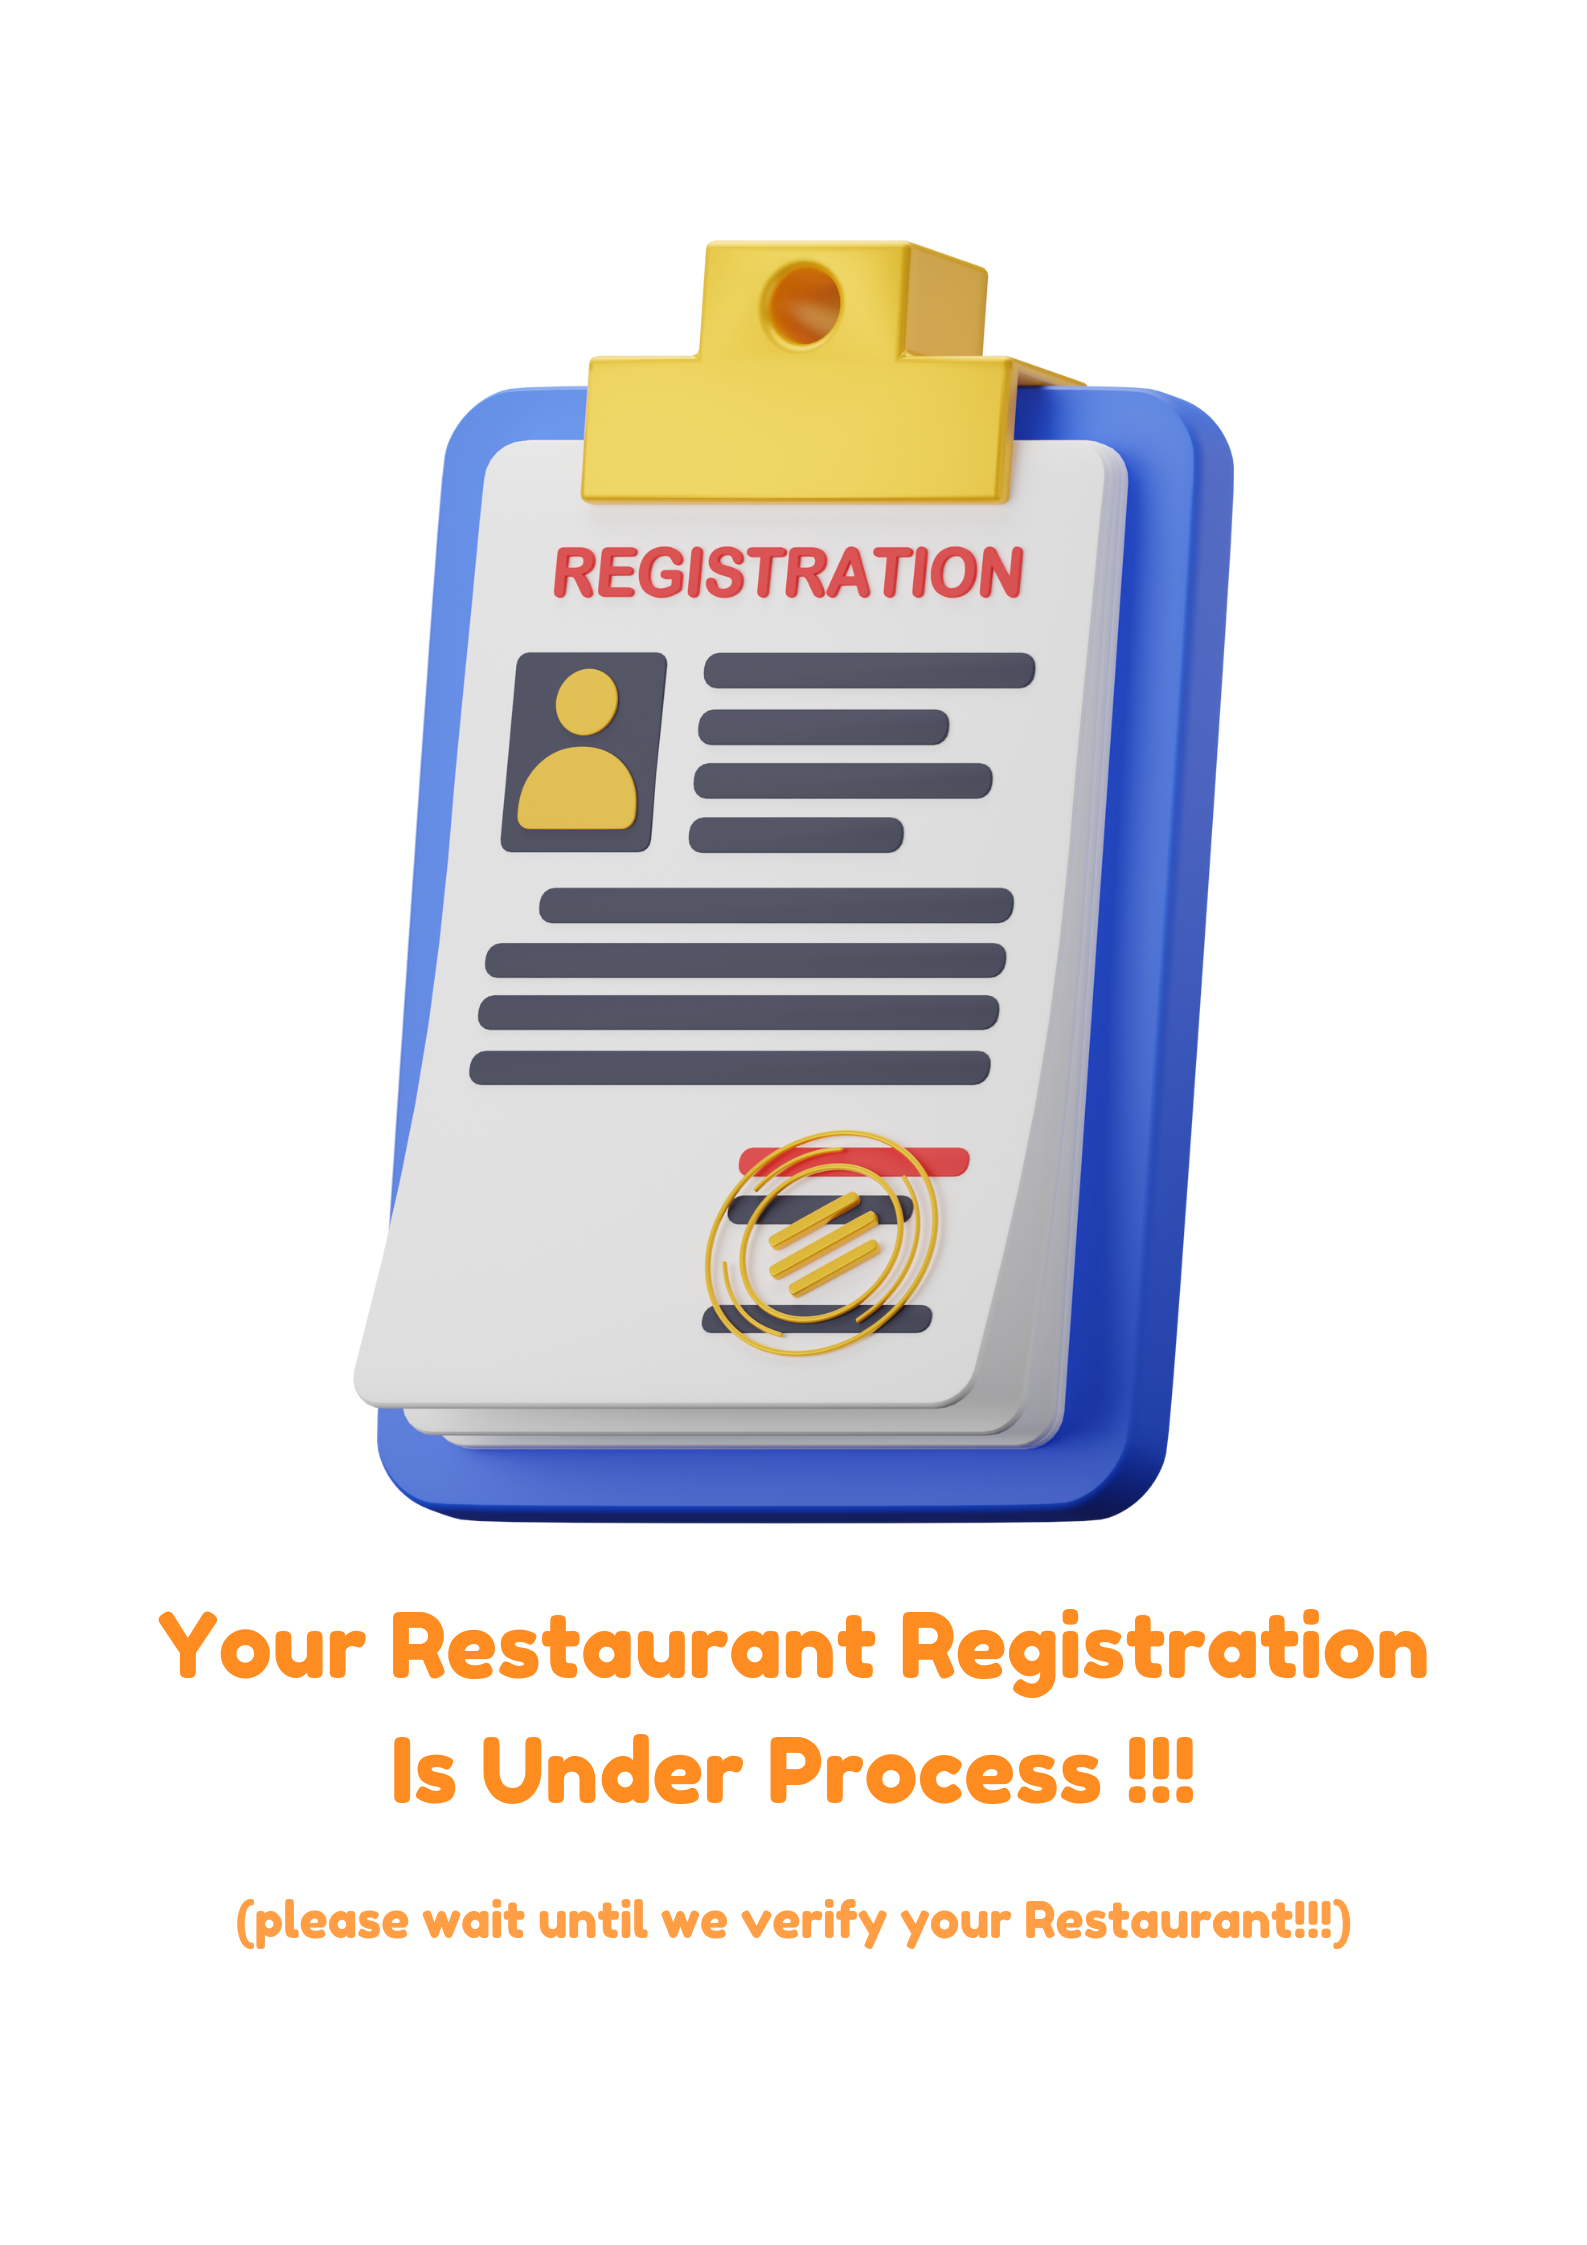 REGISTRATION
Your Restaurant Registration
Is Under Process !!!
(please wait until we verify your Restaurant!!!)